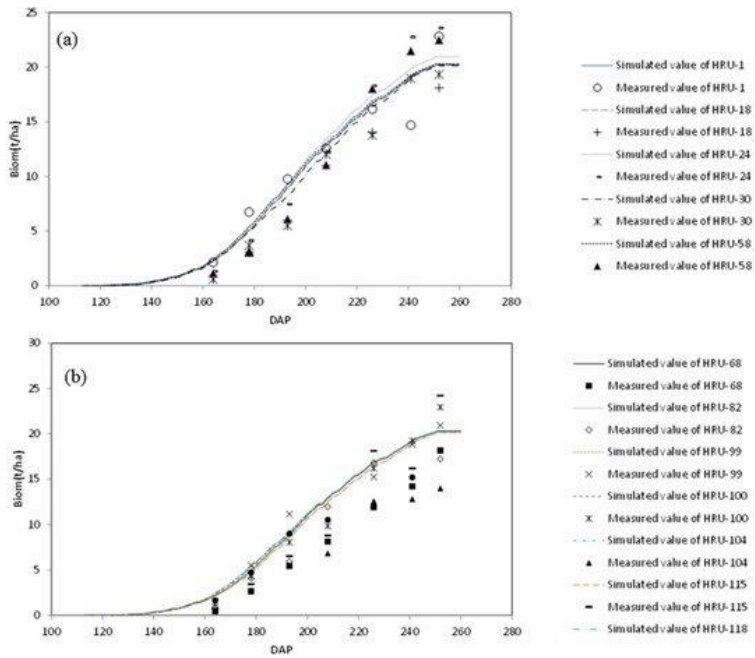 (a)
25
20
15
10
5
0
Biom(t/ha)
100 120 140 160 180 200 220 240 260 280
DAP
Simulated value of HRU-1
Measured value of HRU-1
Simulated value of HRU-18
Measured value of HRU-18
Simulated value of HRU-24
Measured value of HRU-24
Simulated value of HRU-30
Measured value of HRU-30
Simulated value of HRU-58
Measured value of HRU-58
(b)
30
25
20
15
10
5
0
Biom(t/ha)
100 120 140 160 180 200 220 240 260 280
DAP
Simulated value of HRU-68
Measured value of HRU-68
Simulated value of HRU-82
Measured value of HRU-82
Simulated value of HRU-99
Measured value of HRU-99
Simulated value of HRU-100
Measured value of HRU-100
Simulated value of HRU-104
Measured value of HRU-104
Simulated value of HRU-115
Measured value of HRU-115
Simulated value of HRU-118